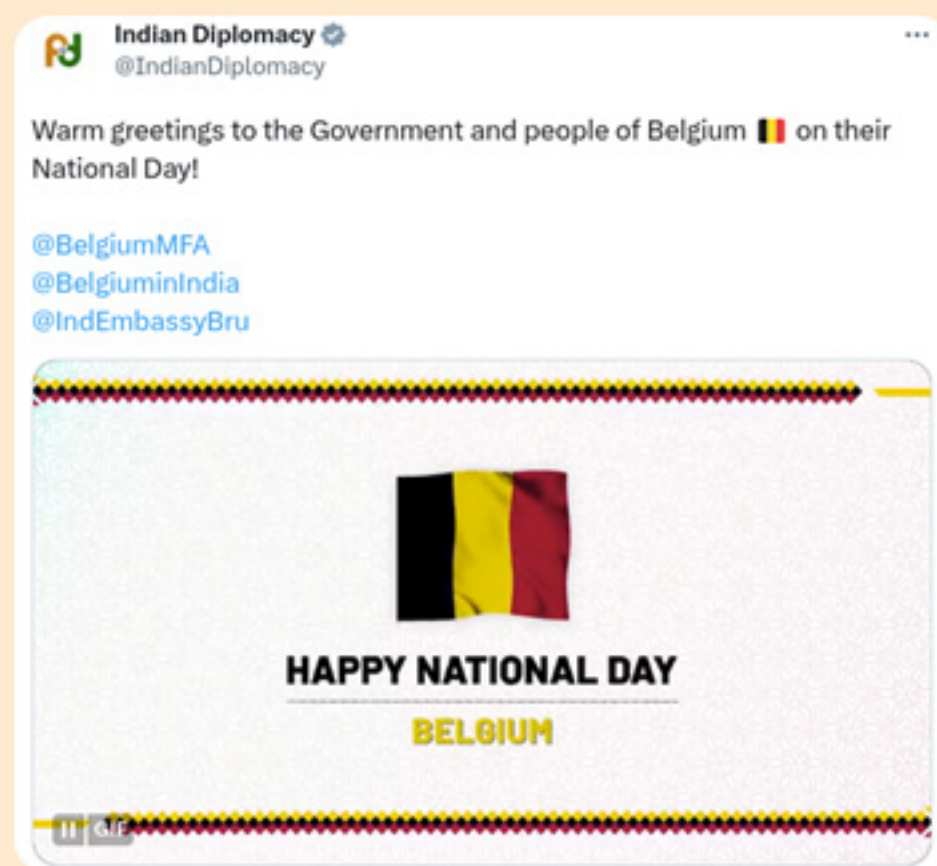 Indian Diplomacy
@IndianDiplomacy
Warm greetings to the Government and people of Belgium 🇧🇪 on their
National Day!
@BelgiumMFA
@BelgiuminIndia
@IndEmbassyBru
HAPPY NATIONAL DAY
BELGIUM
GIF